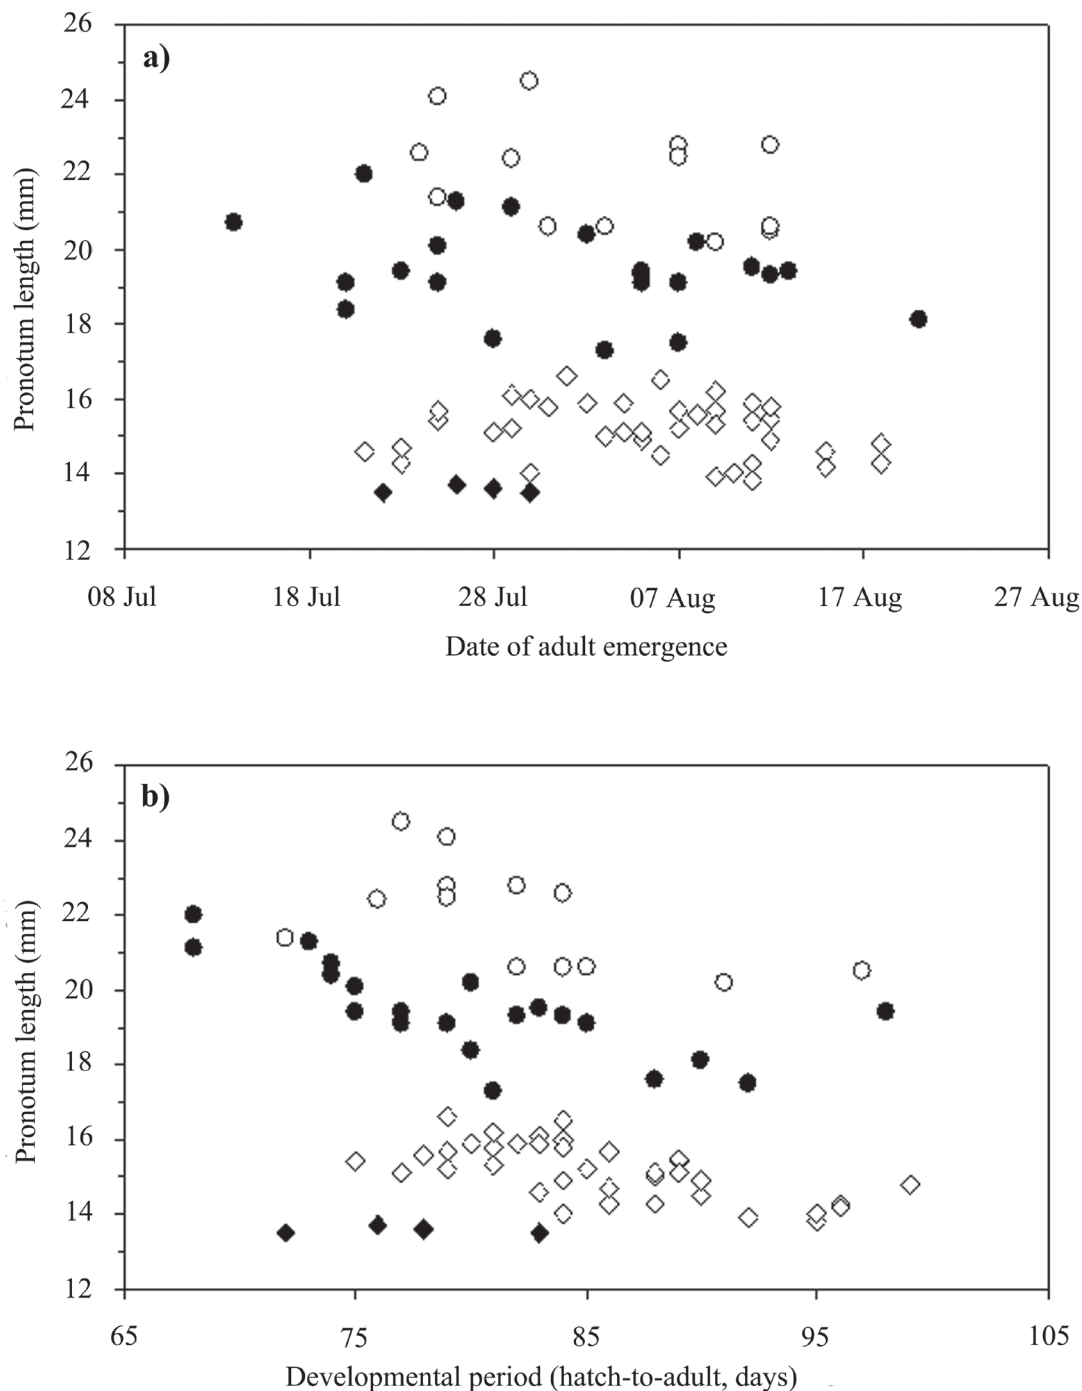 a)
26
24
22
20
18
16
14
12
Pronotum length (mm)
08 Jul 18 Jul 28 Jul 07 Aug 17 Aug 27 Aug
Date of adult emergence
b)
26
24
22
20
18
16
14
12
Pronotum length (mm)
65 75 85 95 105
Developmental period (hatch-to-adult, days)